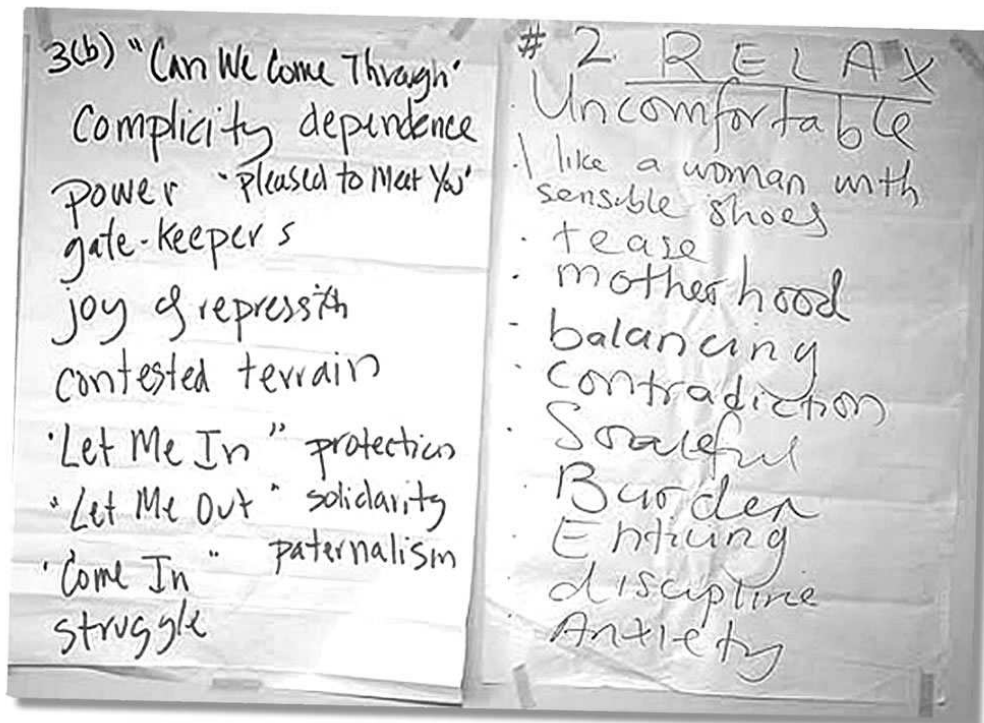 3(b) "Can We Come Through"
Complicity dependence
power "Pleased to Meet You"
gate-keepers
joy of repression
contested terrain
"Let Me In" protection
"Let Me Out" solidarity
"Come In" paternalism
struggle
# 2. RELAX
Uncomfortable
. I like a woman with
sensible shoes
. tease
. motherhood
- balancing
. contradiction
. Graceful
. Burden
. Enticing
. discipline
. Anxiety